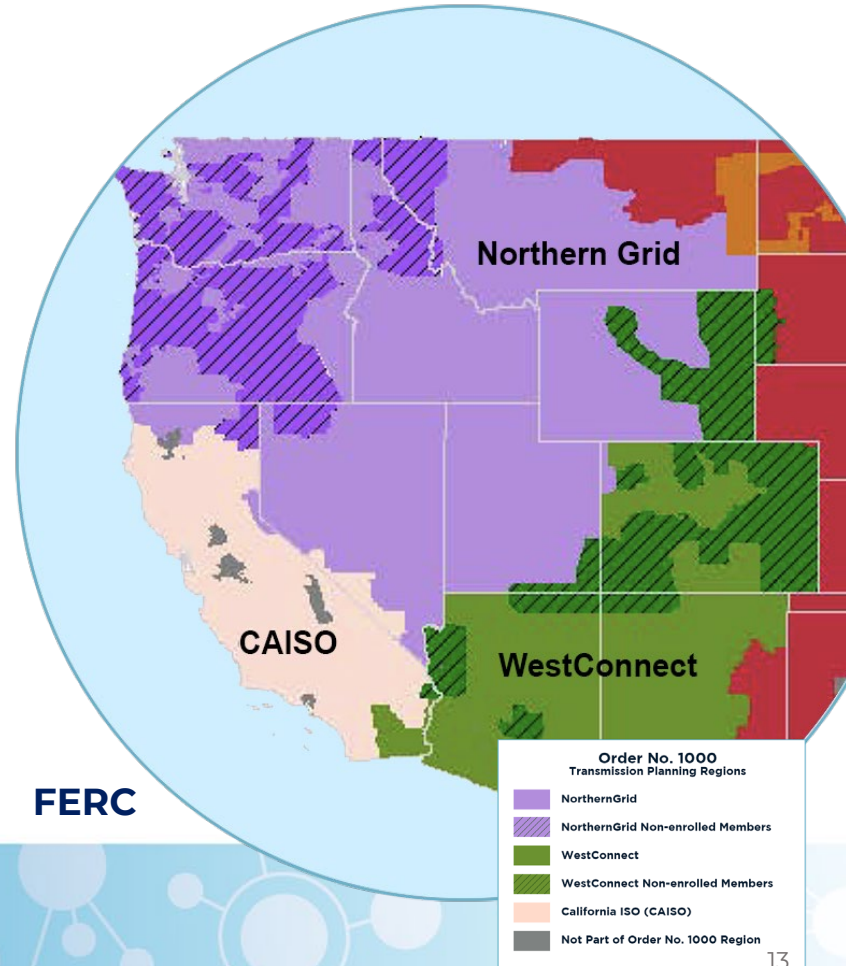 Northern Grid
CAISO
WestConnect
FERC
Order No. 1000
Transmission Planning Regions
NorthernGrid
NorthernGrid Non-enrolled Members
WestConnect
WestConnect Non-enrolled Members
California ISO (CAISO)
Not Part of Order No. 1000 Region
13